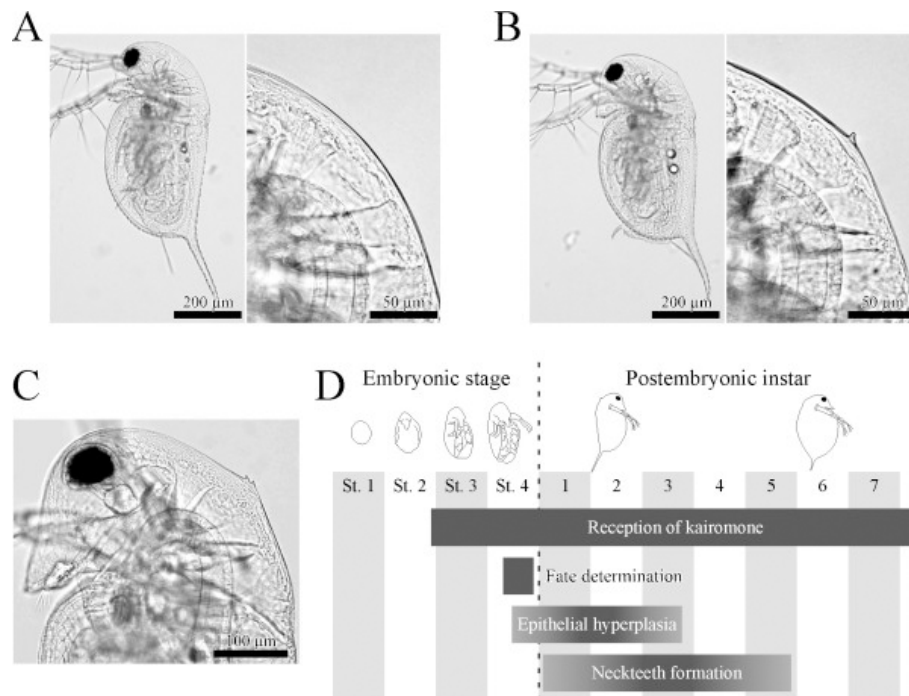 A
B
200 μm
50 μm
200 μm
50 μm
C
100 μm
D
Embryonic stage
Postembryonic instar
St. 1 St. 2 St. 3 St. 4 1 2 3 4 5 6 7
Reception of kairomone
Fate determination
Epithelial hyperplasia
Neckteeth formation